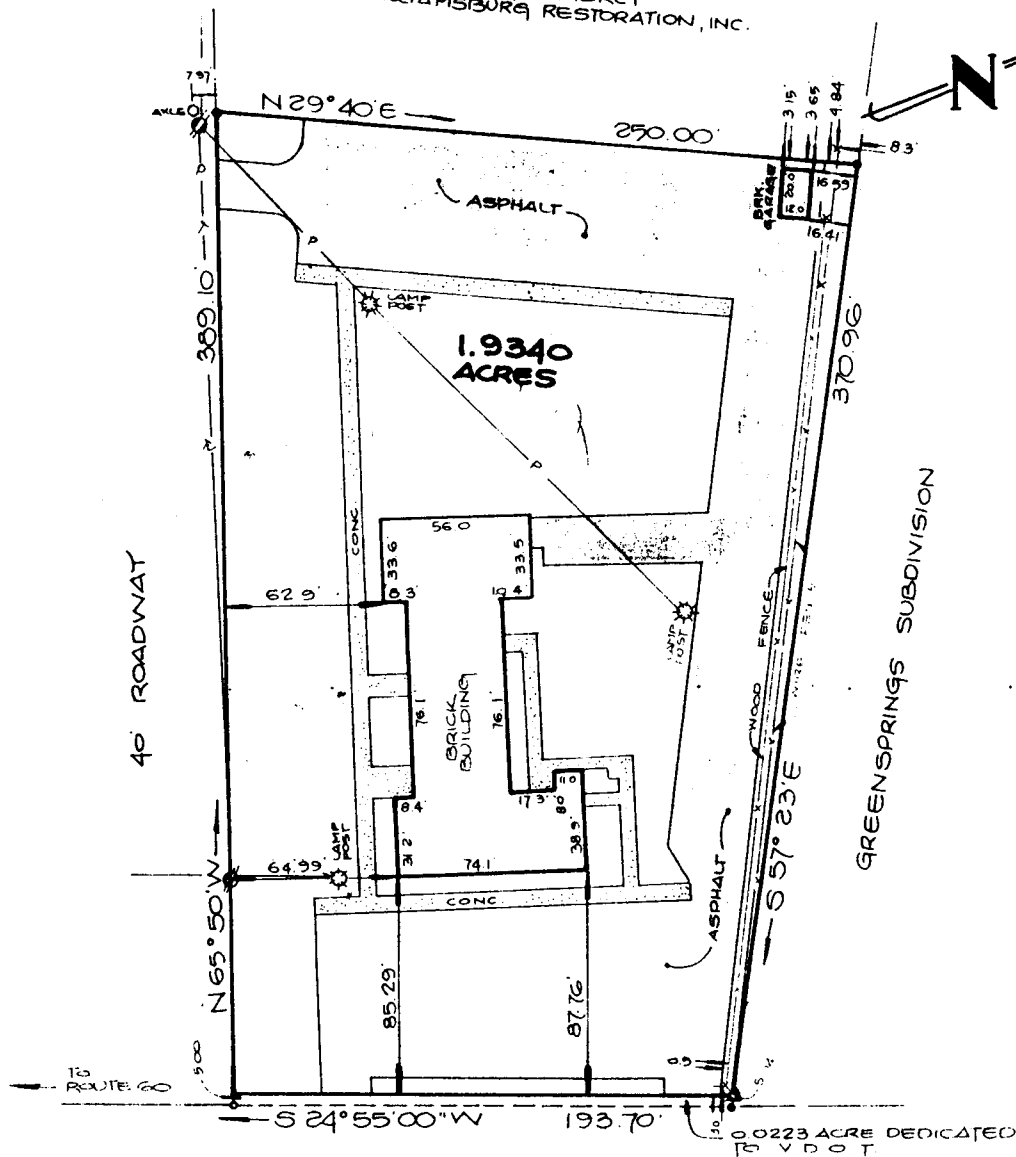 RESTORATION, INC.
N
7.97'
AXLE
N 29°40'E
250.00'
3.15'
3.65'
4.84'
8.3'
BRK. GARAGE
20.0
12.0
16.99
16.41'
ASPHALT
P
LAMP
POST
1.9340
ACRES
389.10'
370.96'
CONC
56.0
33.6
33.5
8.3'
10.4
62.9'
LAMP
POST
WOOD FENCE
GREENSPRINGS SUBDIVISION
40' ROADWAY
76.1'
BRICK
BUILDING
76.1'
17.3'
8.0
11.0
8.4'
31.2'
38.9'
LAMP
POST
64.99'
74.1'
CONC
N 65°50'W
S 57°23'E
ASPHALT
85.29'
87.76'
0.9
5.00
TO
ROUTE 60
S 24°55'00"W
193.70'
0.0223 ACRE DEDICATED
TO V D O T